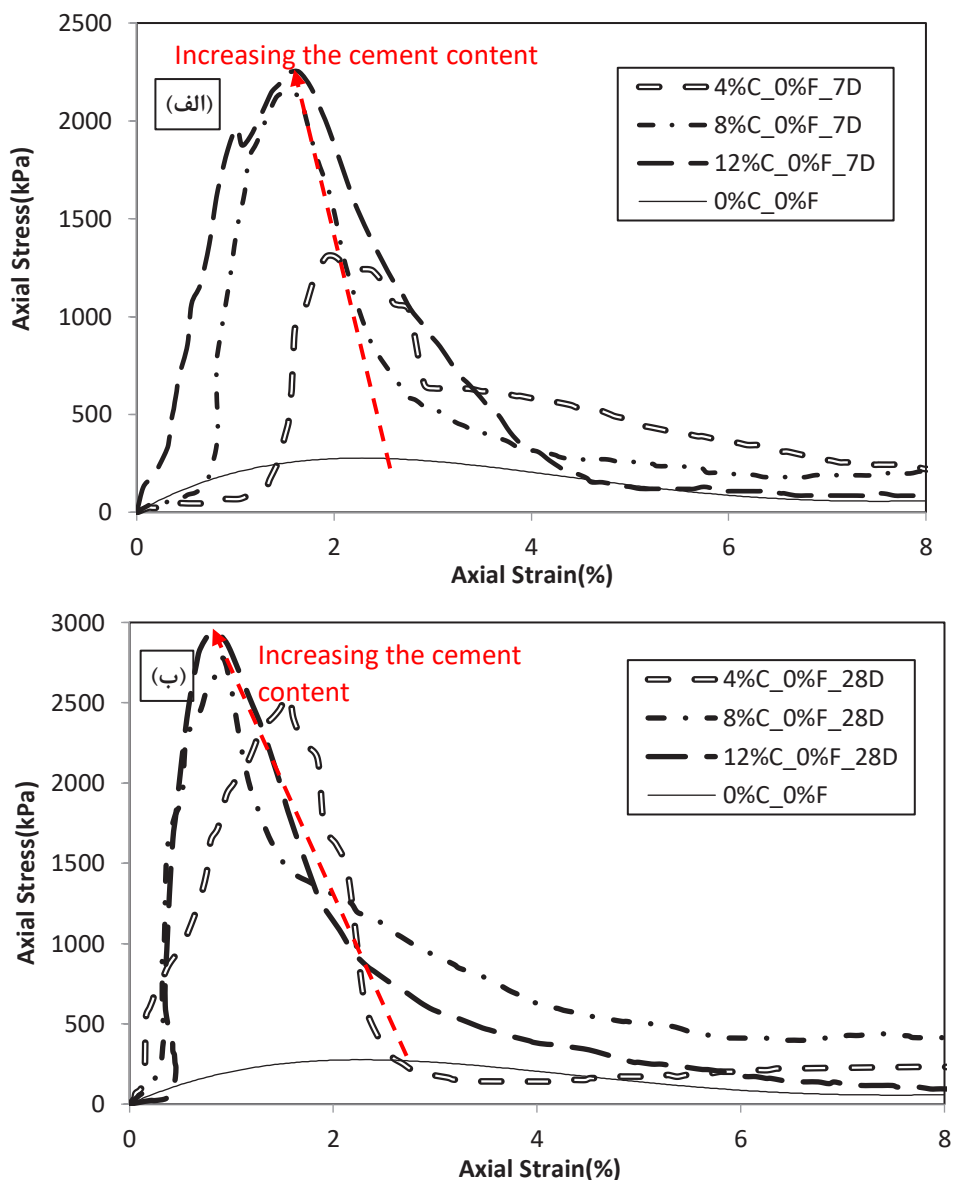 2500
2000
1500
1000
500
0
Axial Stress(kPa)
Increasing the cement content
(الف)
4%C_0%F_7D
8%C_0%F_7D
12%C_0%F_7D
0%C_0%F
0 2 4 6 8
Axial Strain(%)
3000
2500
2000
1500
1000
500
0
Axial Stress(kPa)
(ب)
Increasing the cement
content
4%C_0%F_28D
8%C_0%F_28D
12%C_0%F_28D
0%C_0%F
0 2 4 6 8
Axial Strain(%)